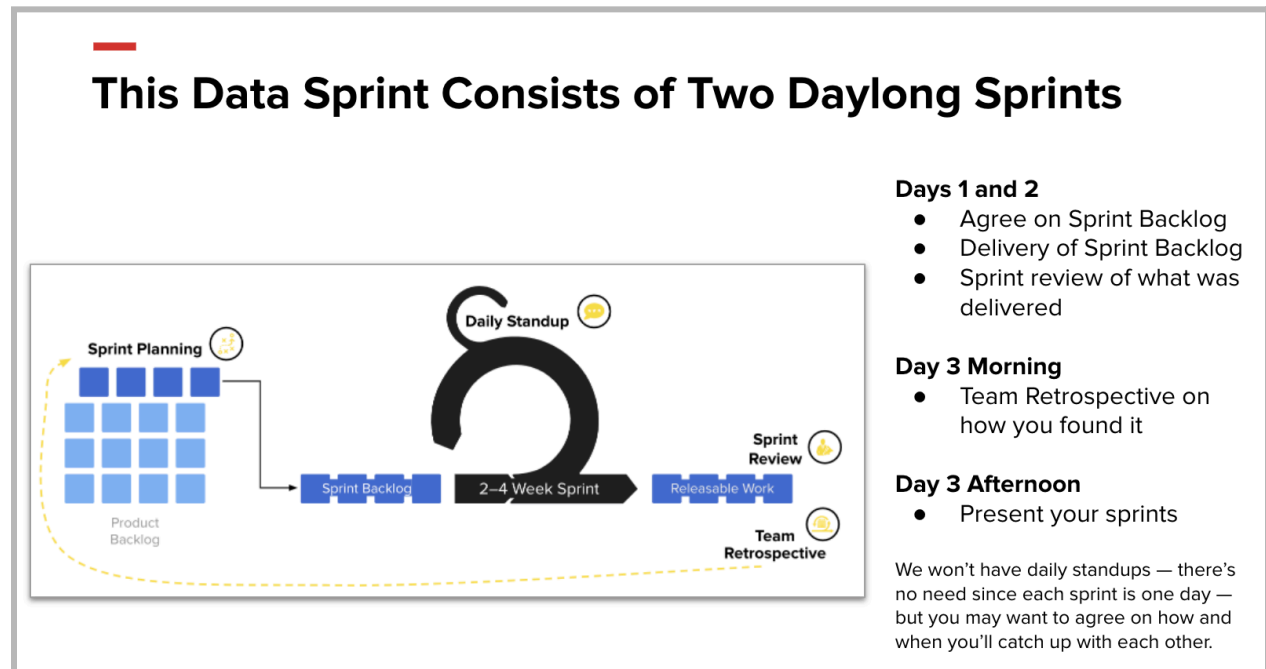 This Data Sprint Consists of Two Daylong Sprints
Daily Standup
Sprint Planning
Sprint Backlog
2–4 Week Sprint
Releasable Work
Sprint
Review
Product
Backlog
Team
Retrospective
Days 1 and 2
● Agree on Sprint Backlog
● Delivery of Sprint Backlog
● Sprint review of what was
delivered
Day 3 Morning
● Team Retrospective on
how you found it
Day 3 Afternoon
● Present your sprints
We won’t have daily standups — there’s
no need since each sprint is one day —
but you may want to agree on how and
when you’ll catch up with each other.